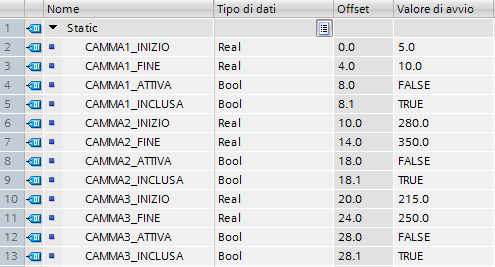 Nome Tipo di dati Offset Valore di avvio
1 Static
2 CAMMA1_INIZIO Real 0.0 5.0
3 CAMMA1_FINE Real 4.0 10.0
4 CAMMA1_ATTIVA Bool 8.0 FALSE
5 CAMMA1_INCLUSA Bool 8.1 TRUE
6 CAMMA2_INIZIO Real 10.0 280.0
7 CAMMA2_FINE Real 14.0 350.0
8 CAMMA2_ATTIVA Bool 18.0 FALSE
9 CAMMA2_INCLUSA Bool 18.1 TRUE
10 CAMMA3_INIZIO Real 20.0 215.0
11 CAMMA3_FINE Real 24.0 250.0
12 CAMMA3_ATTIVA Bool 28.0 FALSE
13 CAMMA3_INCLUSA Bool 28.1 TRUE